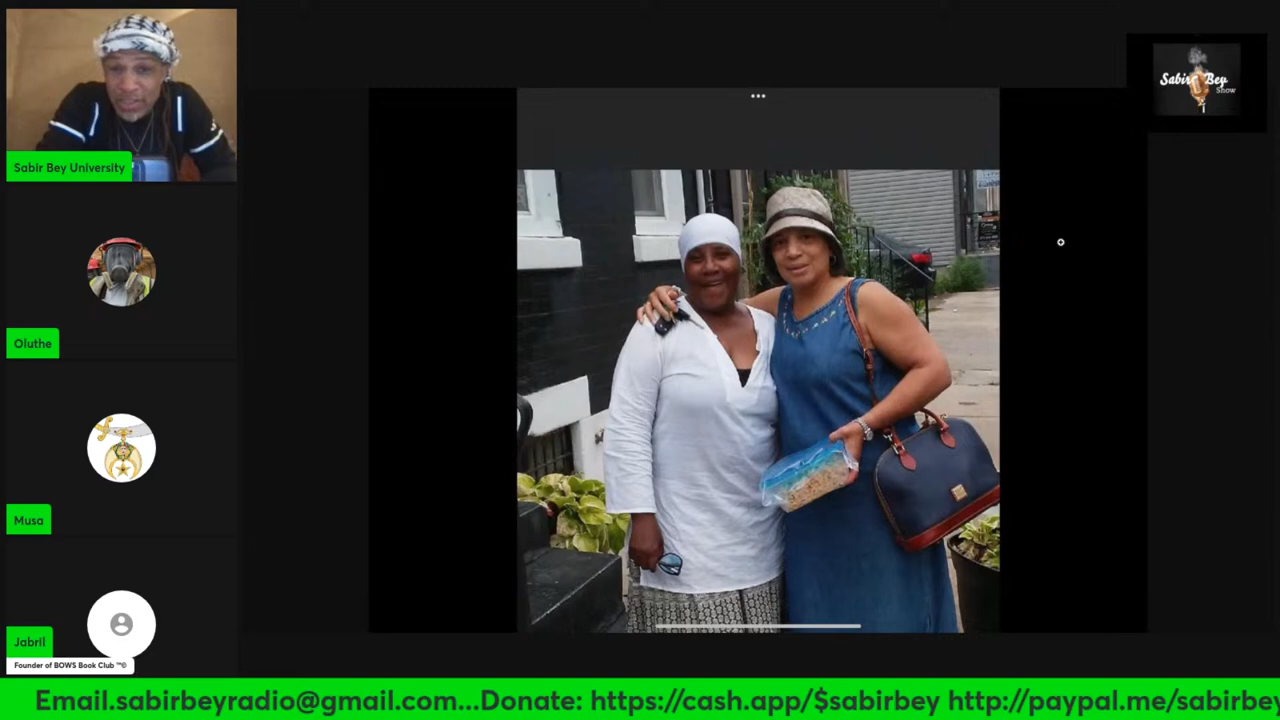 Sabir Bey University
Sabir Bey
Show
Oluthe
Musa
Jabril
Founder of BOWS Book Club ™©
Email.sabirbeyradio@gmail.com...Donate: https://cash.app/$sabirbey http://paypal.me/sabirbey